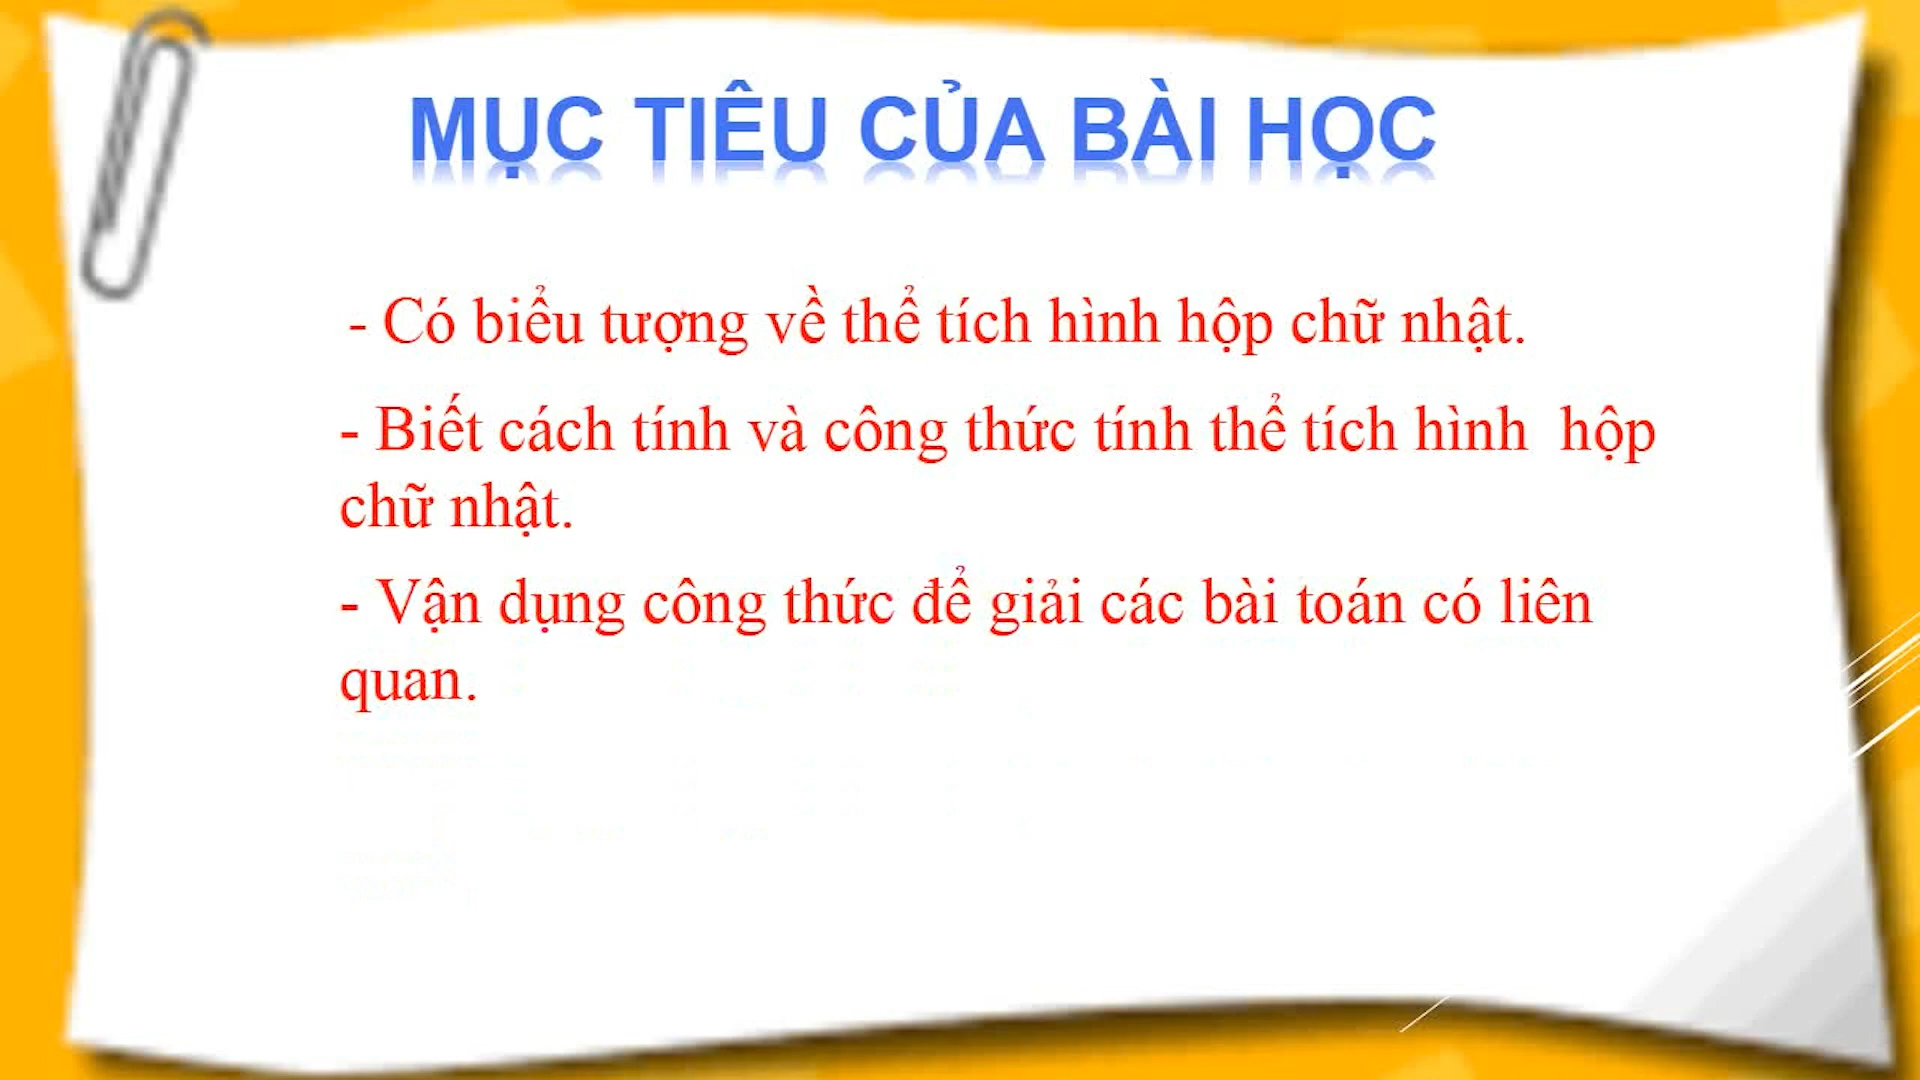 MỤC TIÊU CỦA BÀI HỌC
- Có biểu tượng về thể tích hình hộp chữ nhật.
- Biết cách tính và công thức tính thể tích hình hộp
chữ nhật.
- Vận dụng công thức để giải các bài toán có liên
quan.